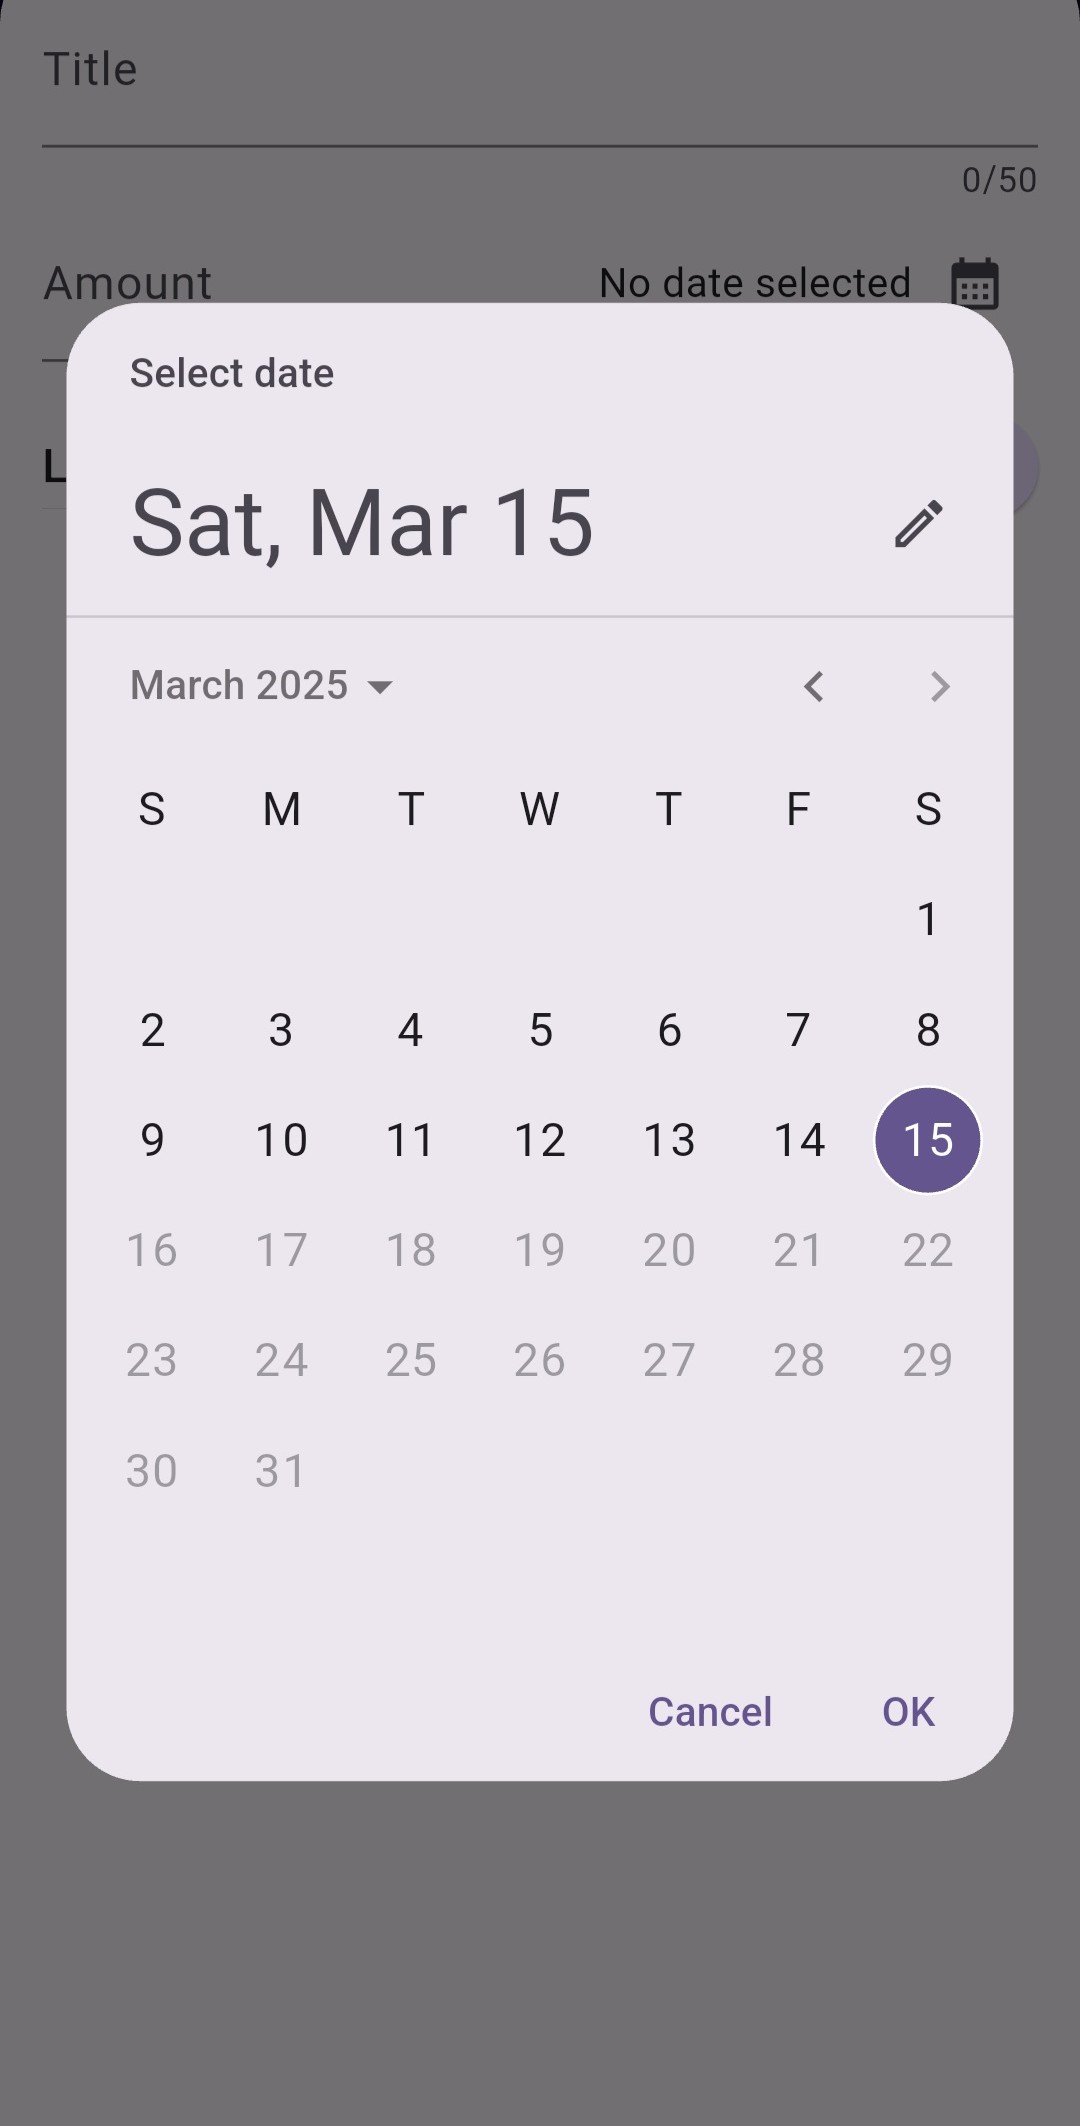 Title
0/50
Amount
No date selected
L
Select date
Sat, Mar 15
March 2025
S M T W T F S
1
2 3 4 5 6 7 8
9 10 11 12 13 14 15
16 17 18 19 20 21 22
23 24 25 26 27 28 29
30 31
Cancel OK